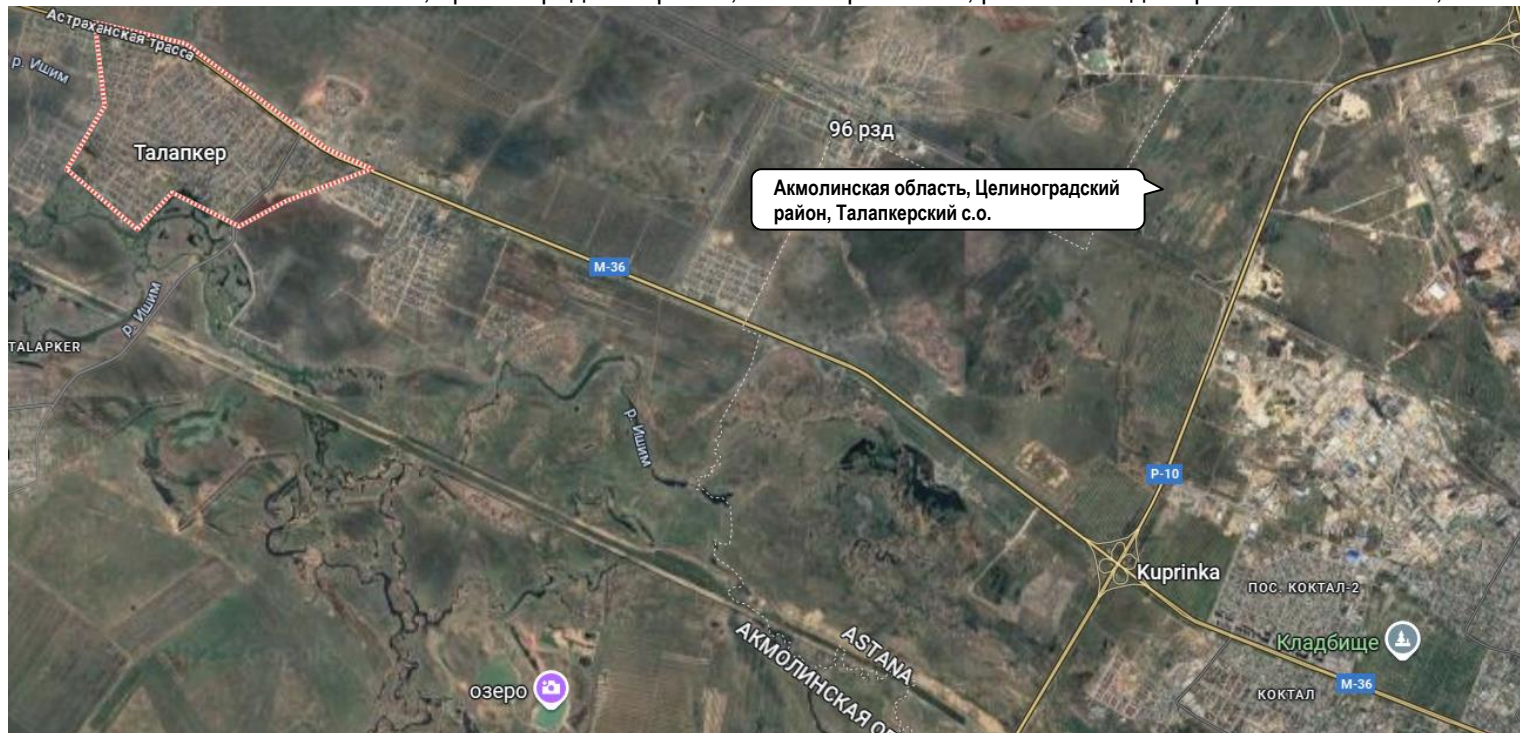 Астраханская трасса
р. Ишим
Талапкер
96 рзд
Акмолинская область, Целиноградский
район, Талапкерский с.о.
М-36
р. Ишим
TALAPKER
р. Ишим
Р-10
Kuprinka
ПОС. КОКТАЛ-2
Кладбище
ASTANA
АКМОЛИНСКАЯ ОБ
озеро
КОКТАЛ
М-36